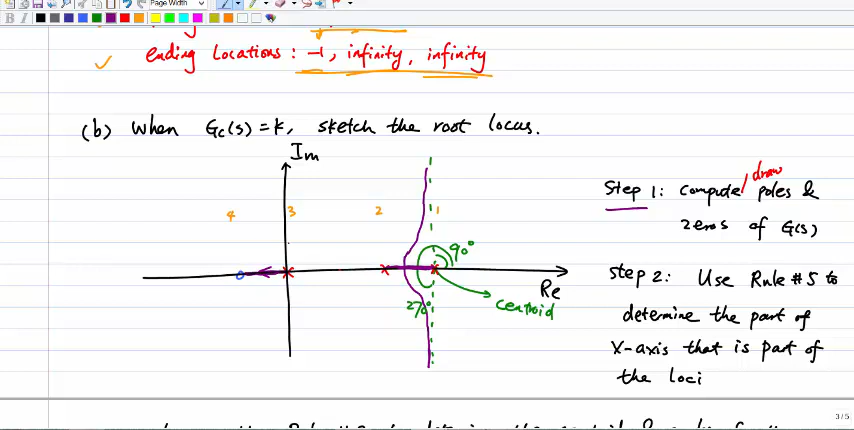 Page Width
ending locations : -1, infinity, infinity
(b) When Gc(s) = k, sketch the root locus.
Im
4 3 2 1
90°
270°
Re
centroid
Step 1: compute / draw poles &
zeros of G(s)
Step 2: Use Rule #5 to
determine the part of
X-axis that is part of
the loci
3 / 5